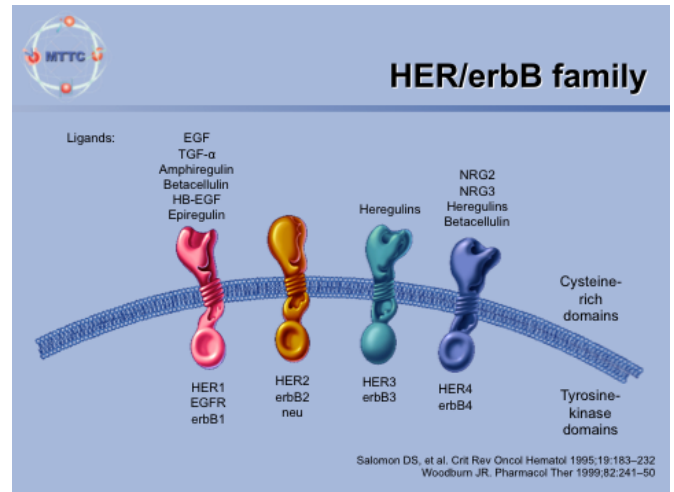 MTTC
HER/erbB family
Ligands:
EGF
TGF-α
Amphiregulin
Betacellulin
HB-EGF
Epiregulin
Heregulins
NRG2
NRG3
Heregulins
Betacellulin
Cysteine-
rich
domains
HER1
EGFR
erbB1
HER2
erbB2
neu
HER3
erbB3
HER4
erbB4
Tyrosine-
kinase
domains
Salomon DS, et al. Crit Rev Oncol Hematol 1995;19:183–232
Woodburn JR. Pharmacol Ther 1999;82:241–50